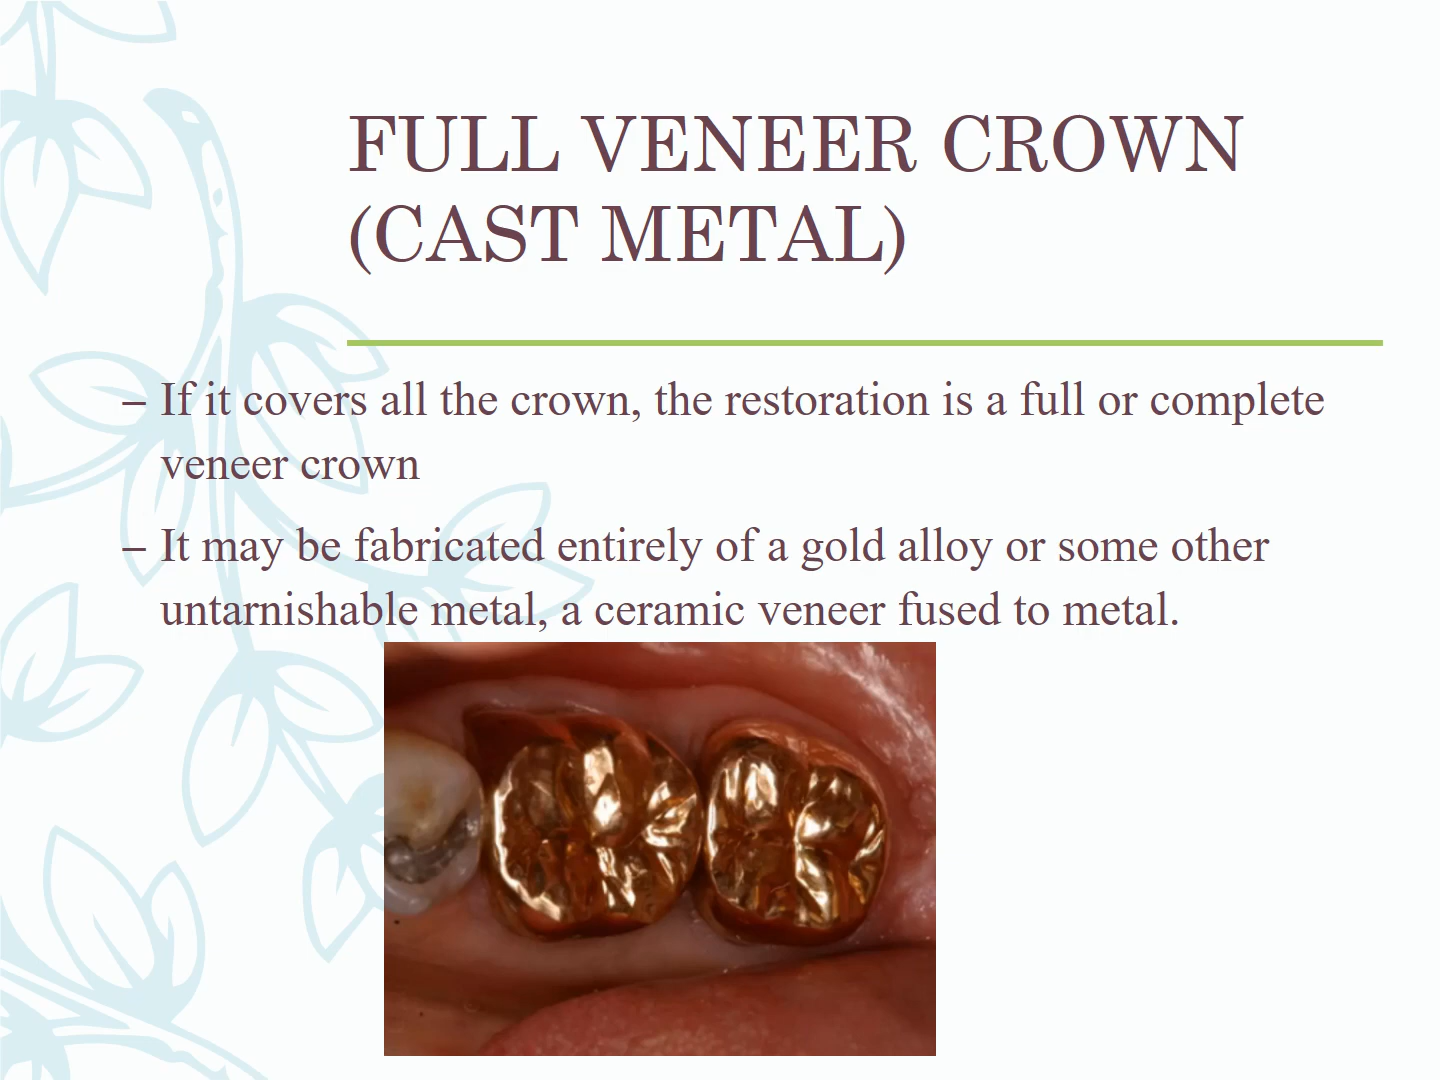 FULL VENEER CROWN
(CAST METAL)
– If it covers all the crown, the restoration is a full or complete
veneer crown
– It may be fabricated entirely of a gold alloy or some other
untarnishable metal, a ceramic veneer fused to metal.